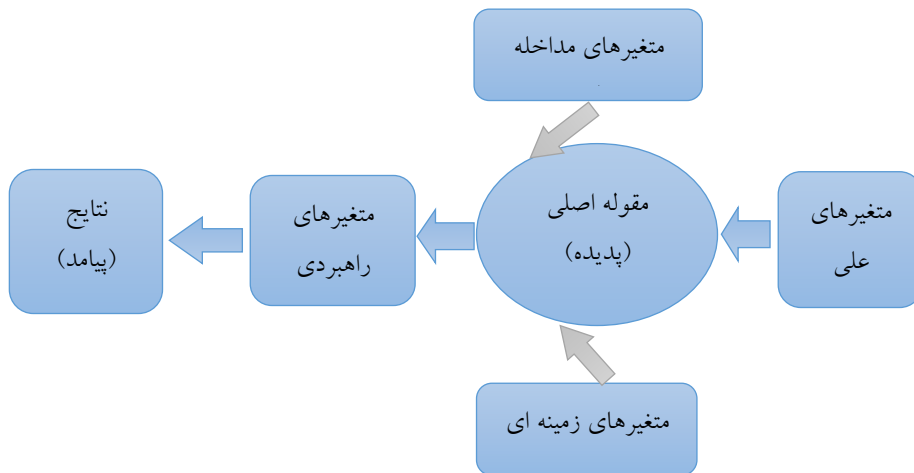 متغیرهای مداخله
متغیرهای
علی
مقوله اصلی
(پدیده)
متغیرهای
راهبردی
نتایج
(پیامد)
متغیرهای زمینه ای